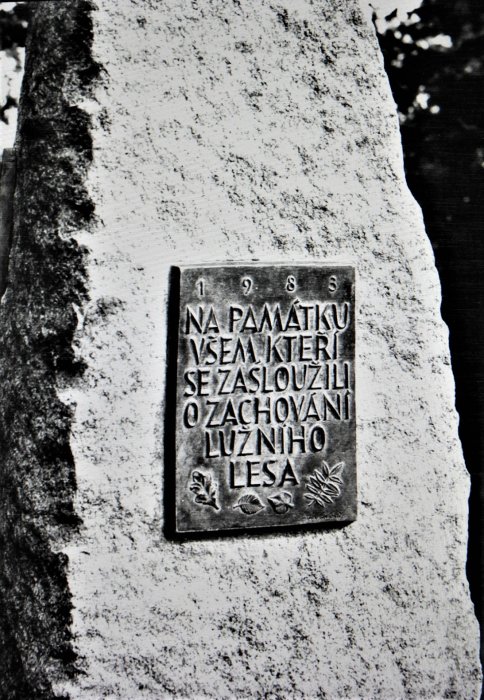 1988
NA PAMÁTKU
VŠEM, KTEŘÍ
SE ZASLOUŽILI
O ZACHOVÁNÍ
LUŽNÍHO
LESA